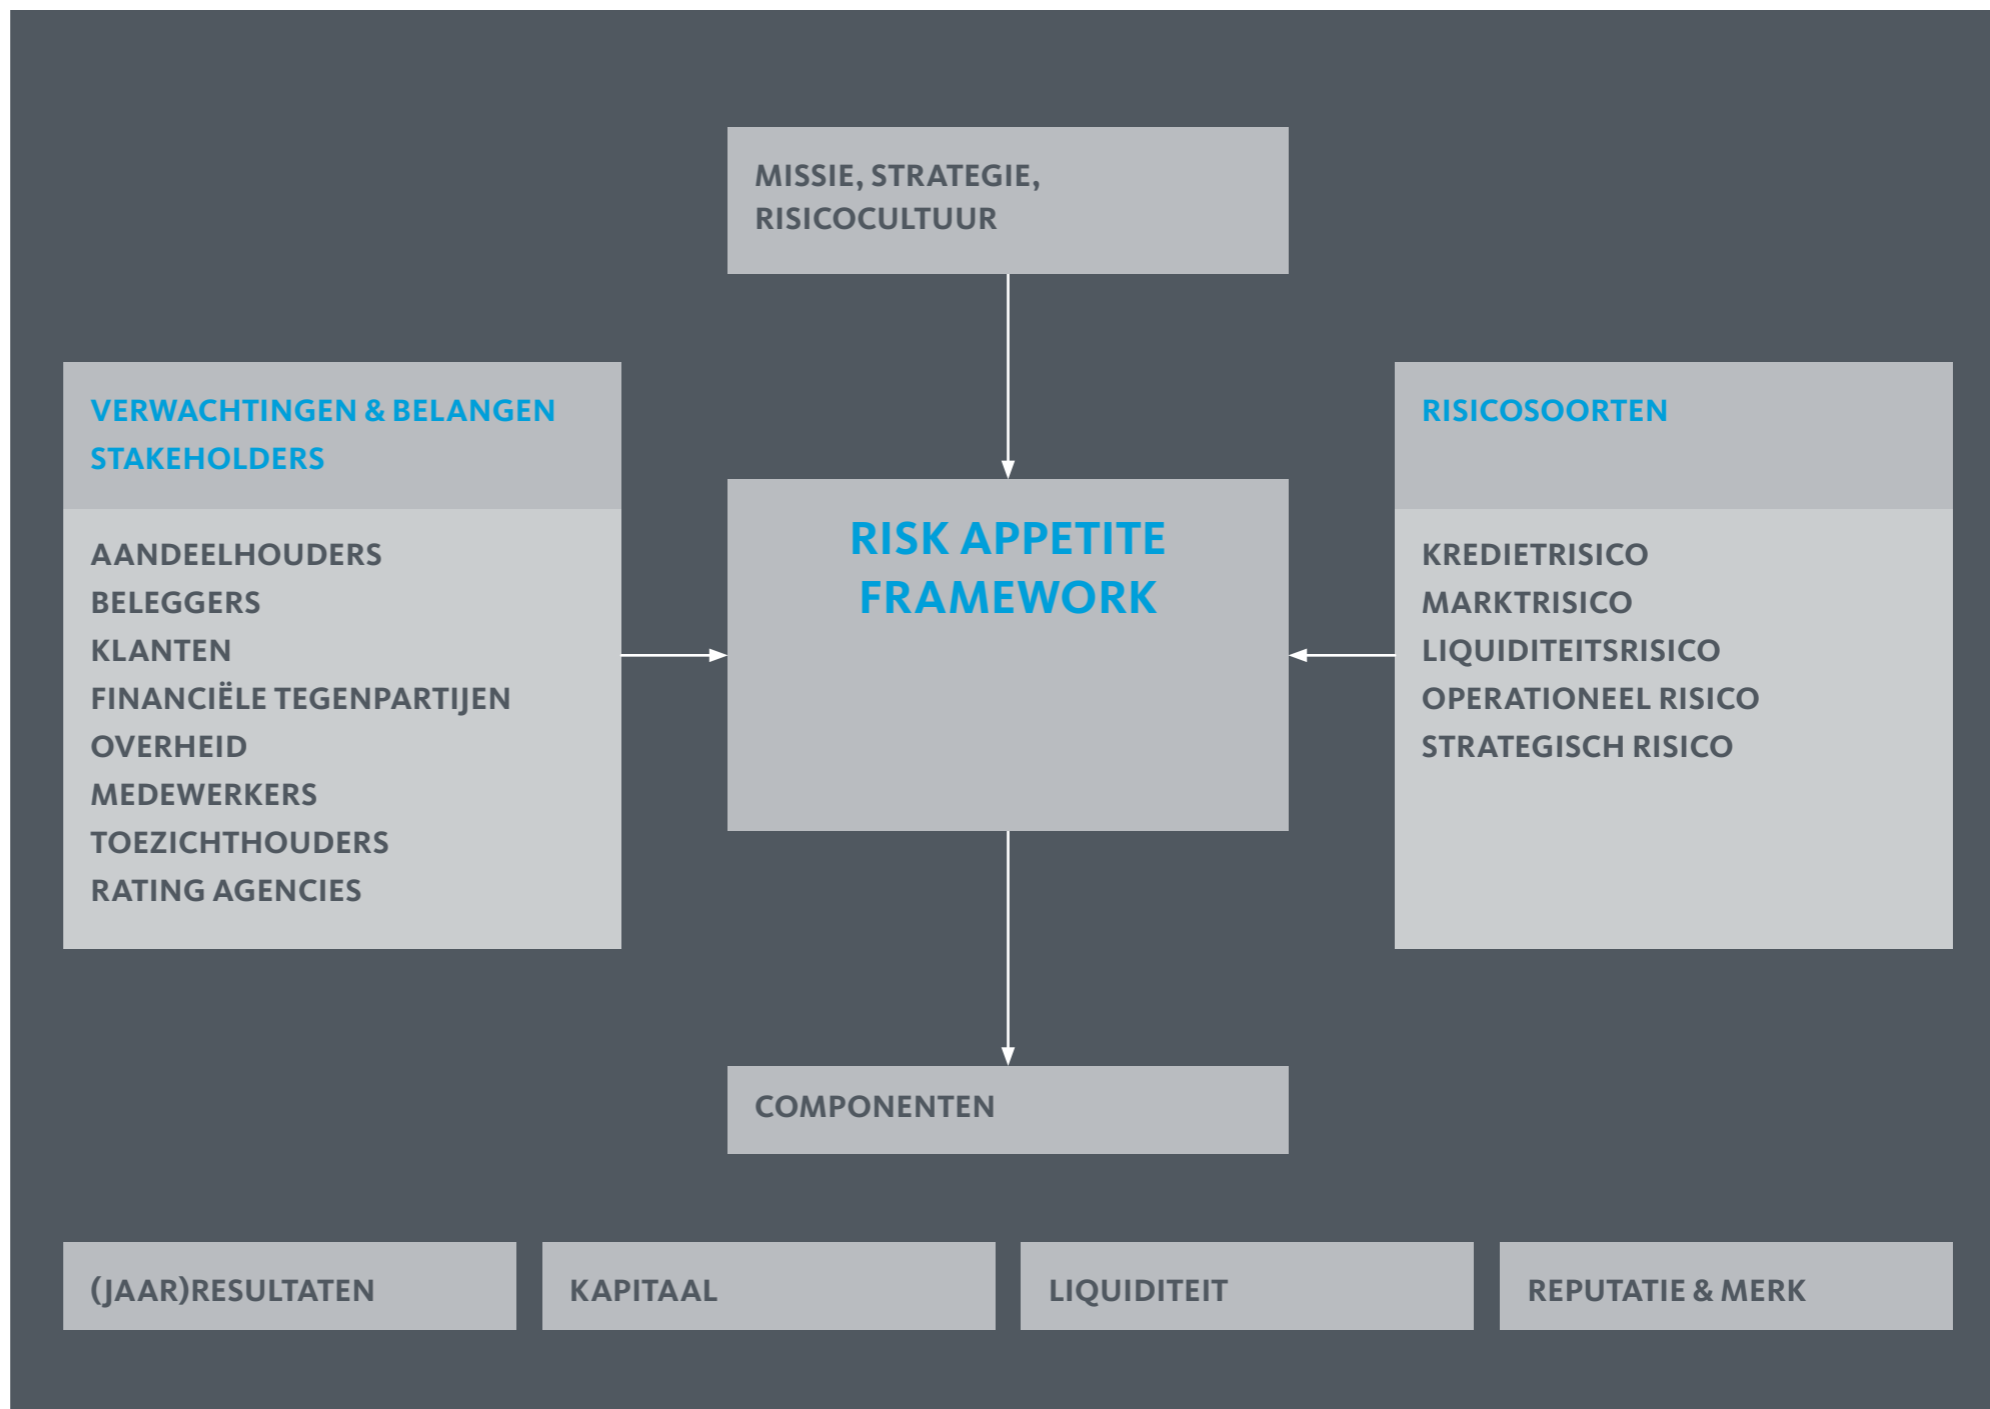 MISSIE, STRATEGIE,
RISICOCULTUUR
VERWACHTINGEN & BELANGEN
STAKEHOLDERS
AANDEELHOUDERS
BELEGGERS
KLANTEN
FINANCIËLE TEGENPARTIJEN
OVERHEID
MEDEWERKERS
TOEZICHTHOUDERS
RATING AGENCIES
RISK APPETITE
FRAMEWORK
RISICOSOORTEN
KREDIETRISICO
MARKTRISICO
LIQUIDITEITSRISICO
OPERATIONEEL RISICO
STRATEGISCH RISICO
COMPONENTEN
(JAAR)RESULTATEN
KAPITAAL
LIQUIDITEIT
REPUTATIE & MERK